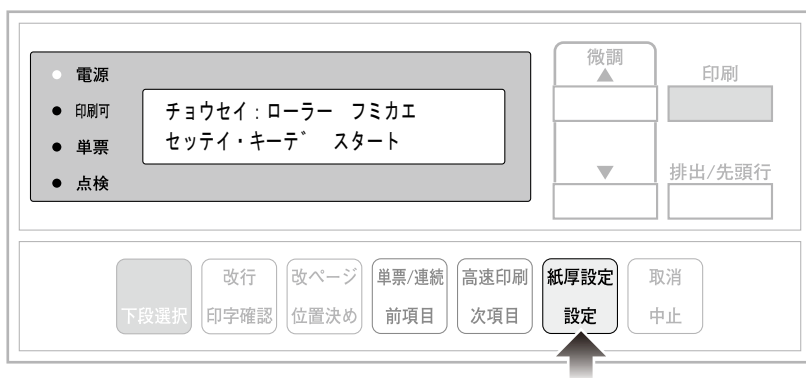 電源
印刷可
単票
点検
チョウセイ：ローラー　フミカエ
セッテイ・キーデ　スタート
微調
印刷
排出/先頭行
下段選択
改行
印字確認
改ページ
位置決め
単票/連続
前項目
高速印刷
次項目
紙厚設定
設定
取消
中止